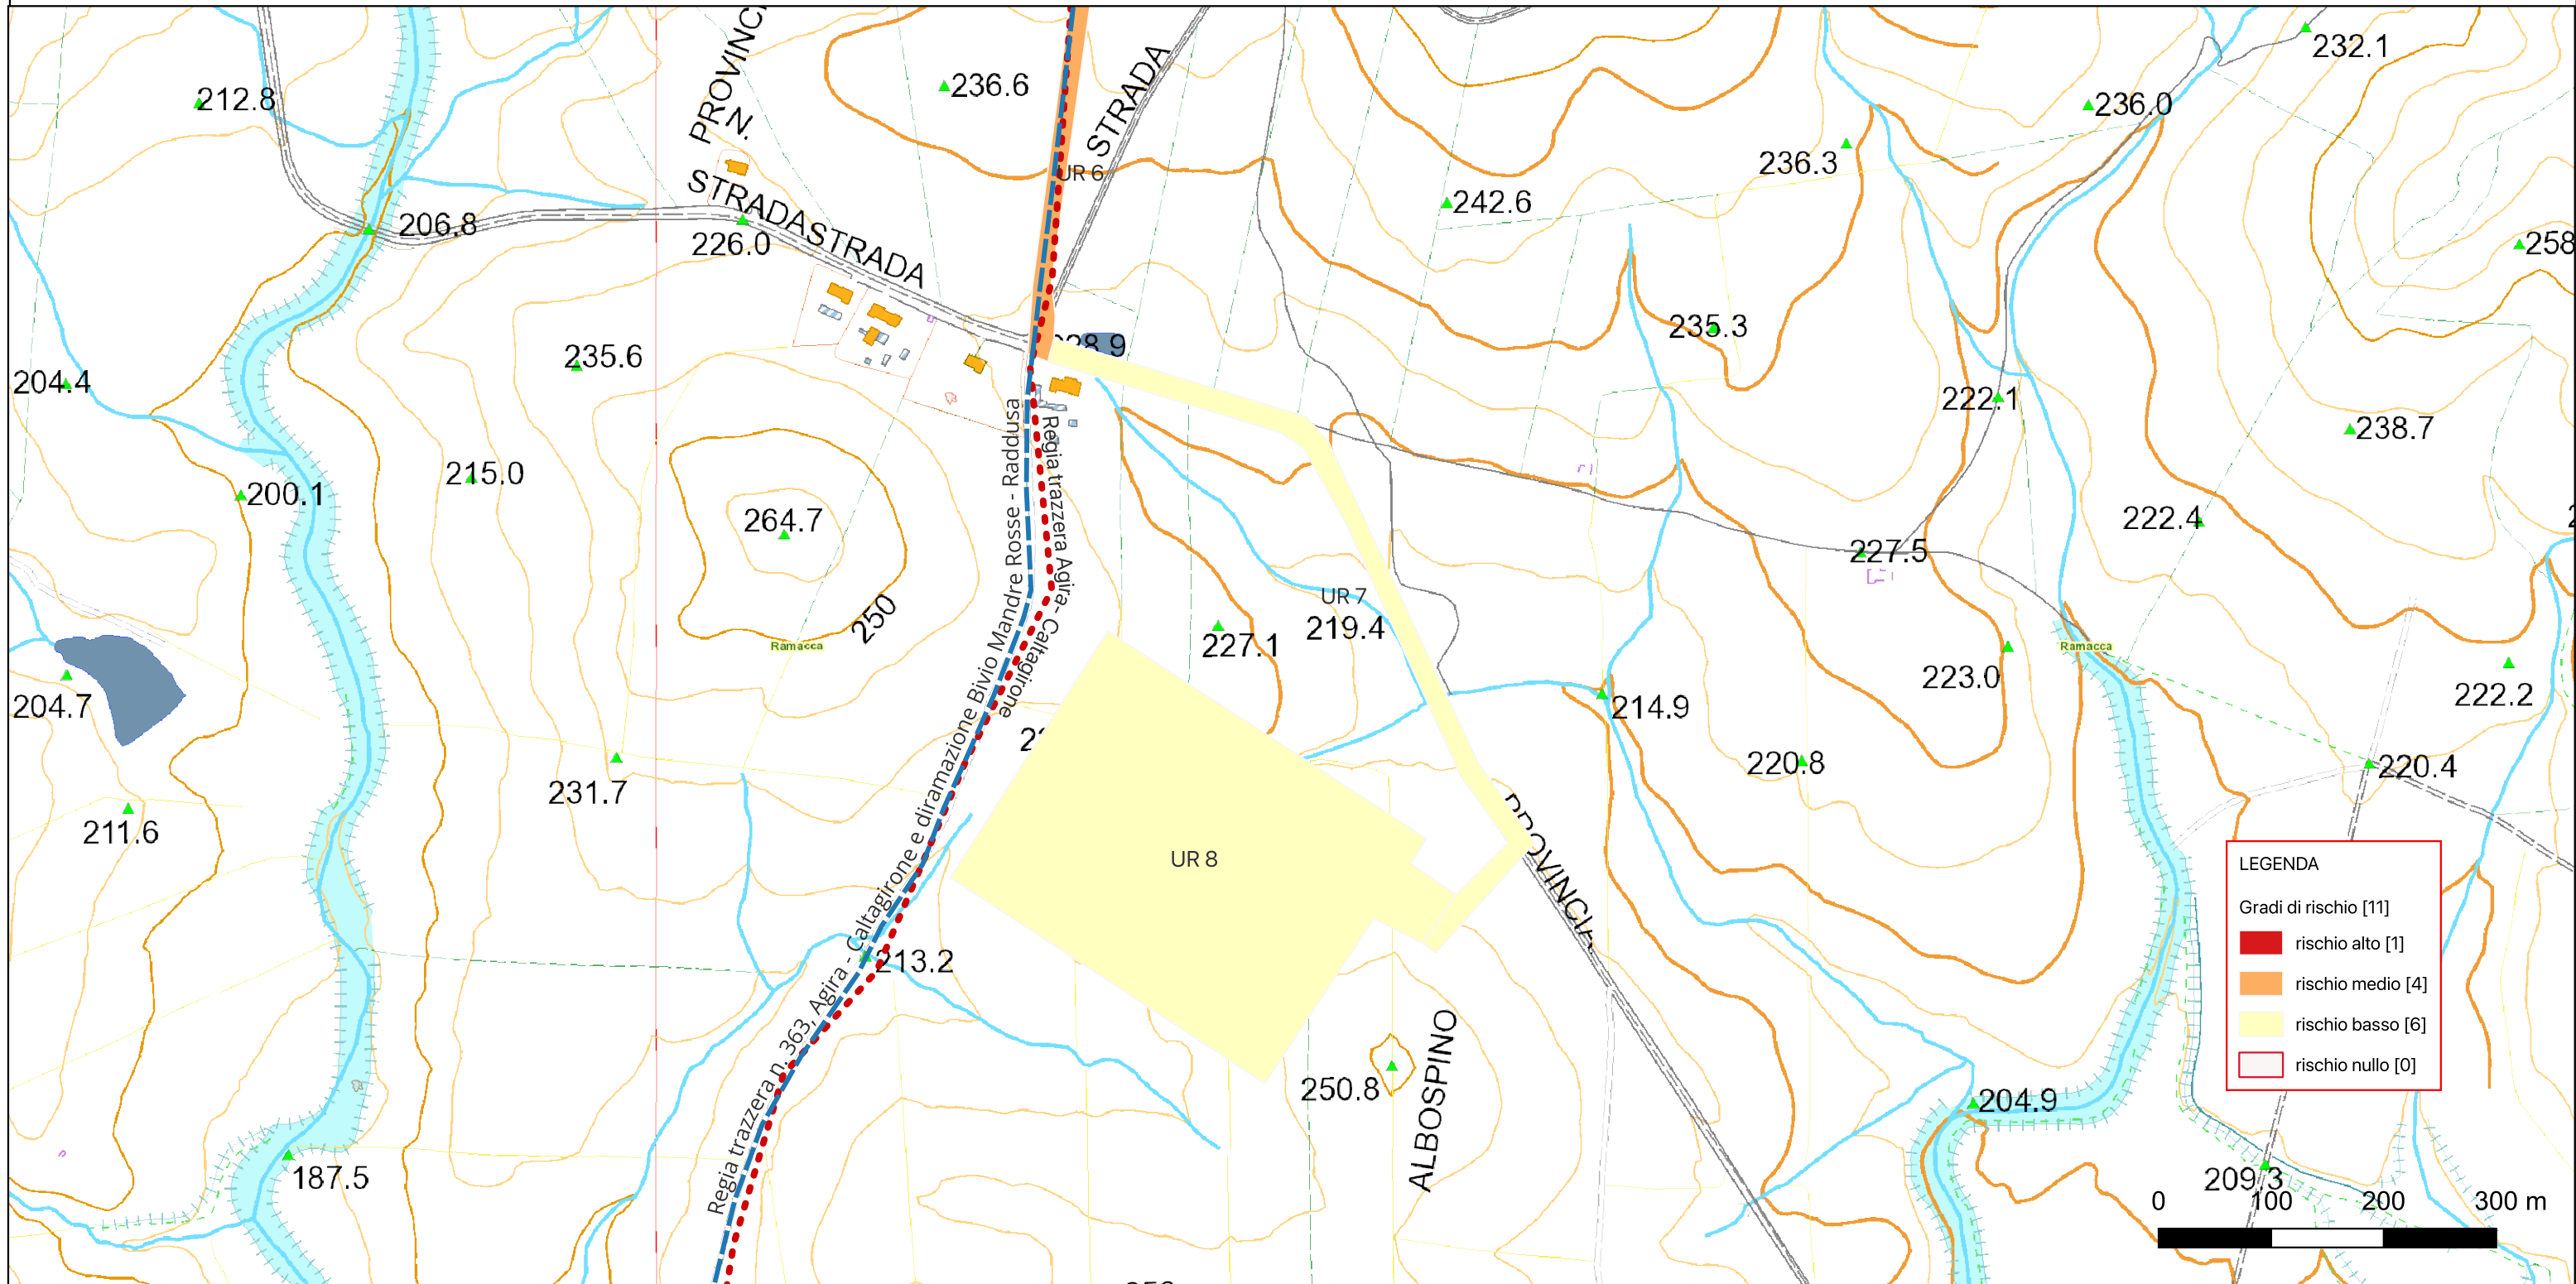 PROVINCI
N.
STRADA
STRADA
STRADA
212.8
236.6
232.1
236.0
236.3
242.6
UR 6
206.8
226.0
258
235.3
235.6
204.4
222.1
238.7
215.0
200.1
264.7
222.4
227.5
250
Ramacca
UR 7
219.4
227.1
Ramacca
223.0
222.2
204.7
214.9
220.8
220.4
231.7
211.6
Regia trazzera Agira- Caltagirone
Regia trazzera n. 363, Agira - Caltagirone e diramazione Bivio Mandre Rosse - Raddusa
UR 8
213.2
PROVINCIA
250.8
ALBOSPINO
204.9
187.5
209.3
LEGENDA
Gradi di rischio [11]
rischio alto [1]
rischio medio [4]
rischio basso [6]
rischio nullo [0]
0 100 200 300 m